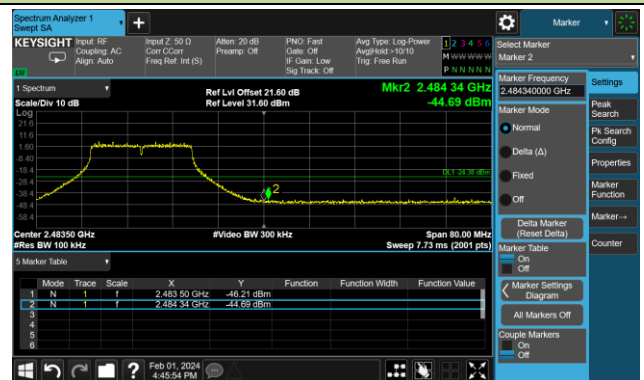 Spectrum Analyzer 1
Swept SA
+
Marker
KEYSIGHT
Input: RF
Coupling: AC
Align: Auto
Input Z: 50 Ω
Corr CCorr
Freq Ref: Int (S)
Atten: 20 dB
Preamp: Off
PNO: Fast
Gate: Off
IF Gain: Low
Sig Track: Off
Avg Type: Log-Power
Avg|Hold:>10/10
Trig: Free Run
1 2 3 4 5 6
M W W W W W
P N N N N N
LW
Select Marker
Marker 2
1 Spectrum
Scale/Div 10 dB
Log
Ref Lvl Offset 21.60 dB
Ref Level 31.60 dBm
Mkr2 2.484 34 GHz
-44.69 dBm
21.6
11.6
1.60
-8.40
-18.4
-28.4
-38.4
-48.4
-58.4
DL1 -24.38 dBm
2
Center 2.48350 GHz
#Res BW 100 kHz
#Video BW 300 kHz
Span 80.00 MHz
Sweep 7.73 ms (2001 pts)
5 Marker Table
Mode Trace Scale X Y Function Function Width Function Value
1 N 1 f 2.483 50 GHz -46.21 dBm
2 N 1 f 2.484 34 GHz -44.69 dBm
3
4
5
6
Marker Frequency
2.484340000 GHz
Marker Mode
Normal
Delta (Δ)
Fixed
Off
Delta Marker
(Reset Delta)
Marker Table
On
Off
Marker Settings
Diagram
All Markers Off
Couple Markers
On
Off
Settings
Peak
Search
Pk Search
Config
Properties
Marker
Function
Marker→
Counter
?
Feb 01, 2024
4:45:54 PM